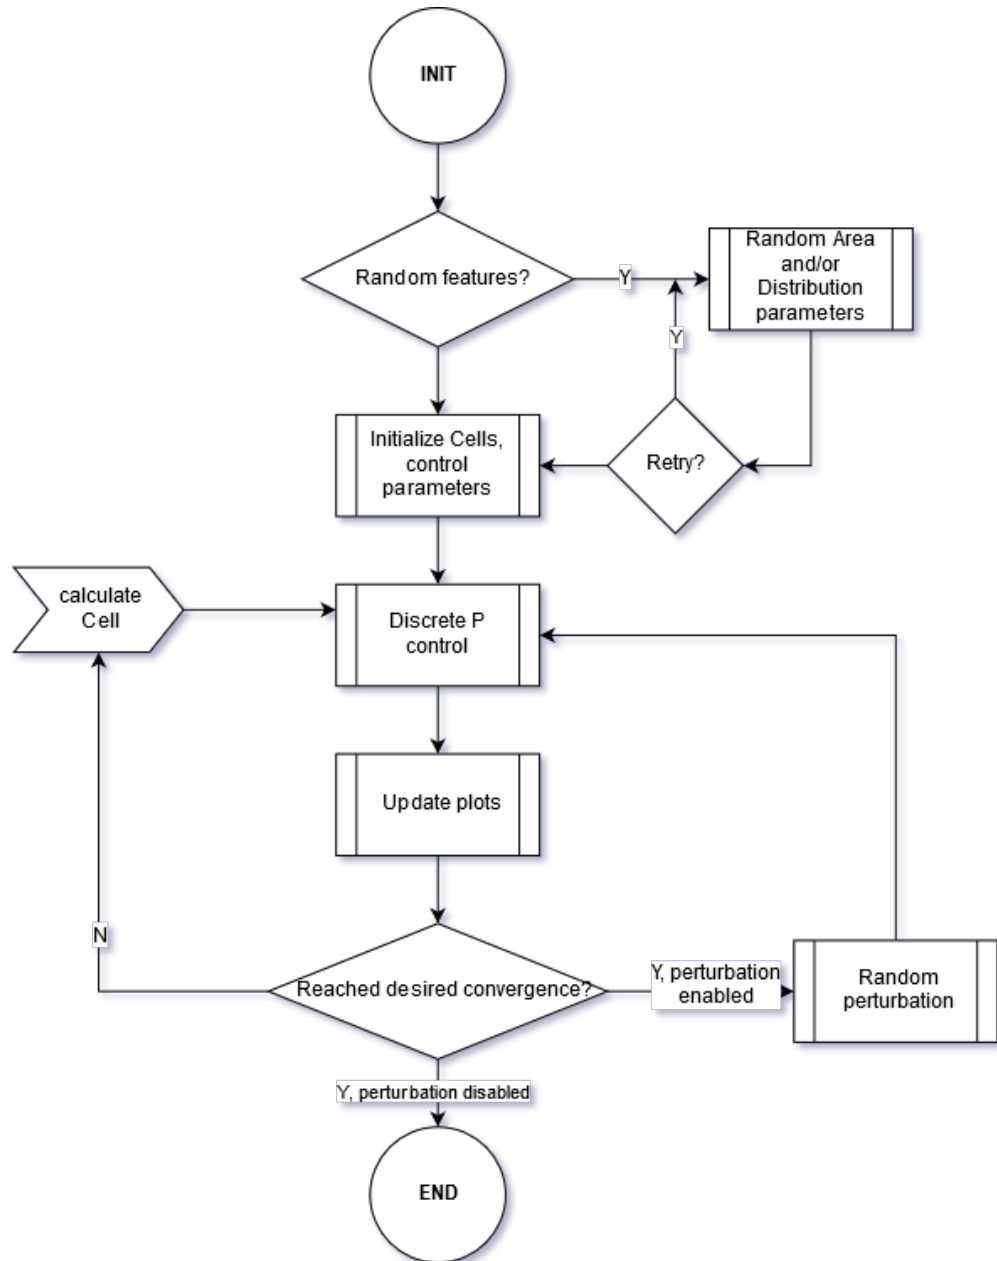 INIT
Random features?
Y
Random Area
and/or
Distribution
parameters
Y
Initialize Cells,
control
parameters
Retry?
calculate
Cell
Discrete P
control
Update plots
N
Reached desired convergence?
Y, perturbation
enabled
Random
perturbation
Y, perturbation disabled
END